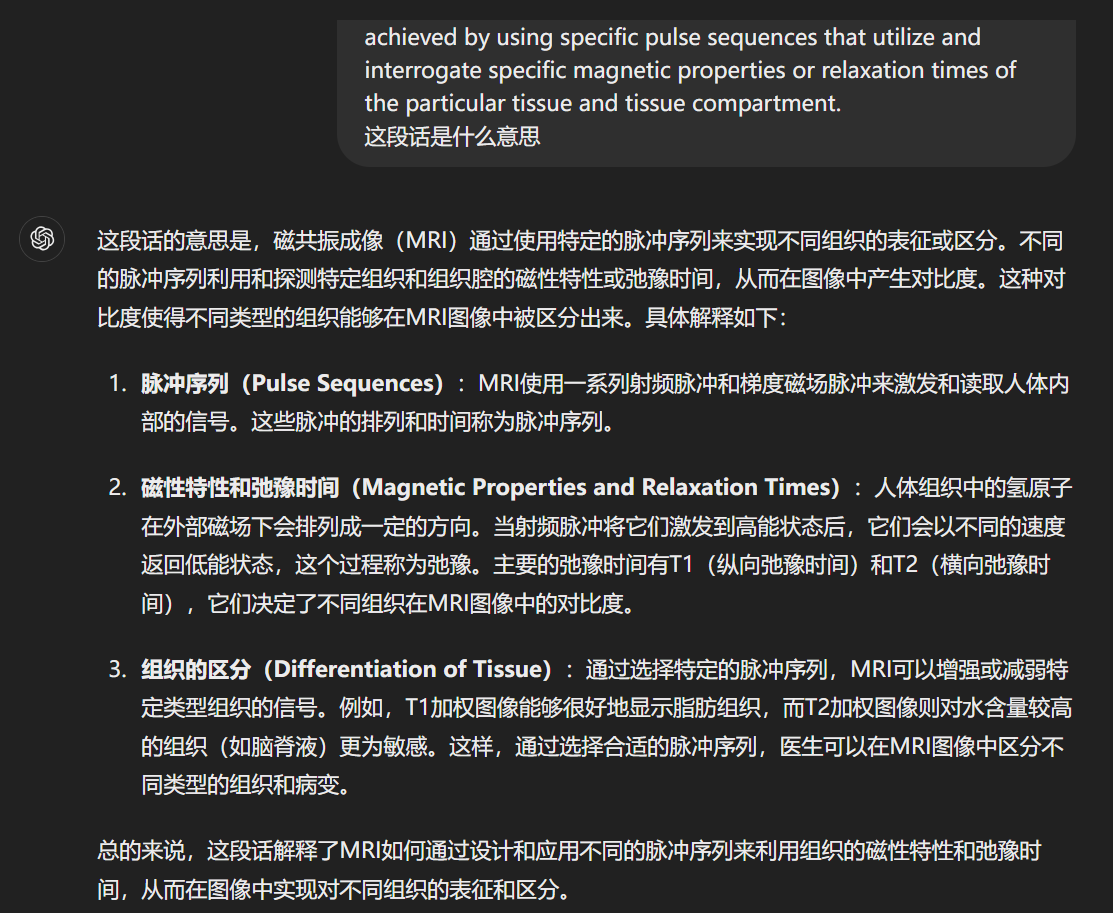 achieved by using specific pulse sequences that utilize and
interrogate specific magnetic properties or relaxation times of
the particular tissue and tissue compartment.
这段话是什么意思
这段话的意思是，磁共振成像（MRI）通过使用特定的脉冲序列来实现不同组织的表征或区分。不同
的脉冲序列利用和探测特定组织和组织腔的磁性特性或弛豫时间，从而在图像中产生对比度。这种对
比度使得不同类型的组织能够在MRI图像中被区分出来。具体解释如下：
1. 脉冲序列（Pulse Sequences）：MRI使用一系列射频脉冲和梯度磁场脉冲来激发和读取人体内
部的信号。这些脉冲的排列和时间称为脉冲序列。
2. 磁性特性和弛豫时间（Magnetic Properties and Relaxation Times）：人体组织中的氢原子
在外部磁场下会排列成一定的方向。当射频脉冲将它们激发到高能状态后，它们会以不同的速度
返回低能状态，这个过程称为弛豫。主要的弛豫时间有T1（纵向弛豫时间）和T2（横向弛豫时
间），它们决定了不同组织在MRI图像中的对比度。
3. 组织的区分（Differentiation of Tissue）：通过选择特定的脉冲序列，MRI可以增强或减弱特
定类型组织的信号。例如，T1加权图像能够很好地显示脂肪组织，而T2加权图像则对水含量较高
的组织（如脑脊液）更为敏感。这样，通过选择合适的脉冲序列，医生可以在MRI图像中区分不
同类型的组织和病变。
总的来说，这段话解释了MRI如何通过设计和应用不同的脉冲序列来利用组织的磁性特性和弛豫时
间，从而在图像中实现对不同组织的表征和区分。